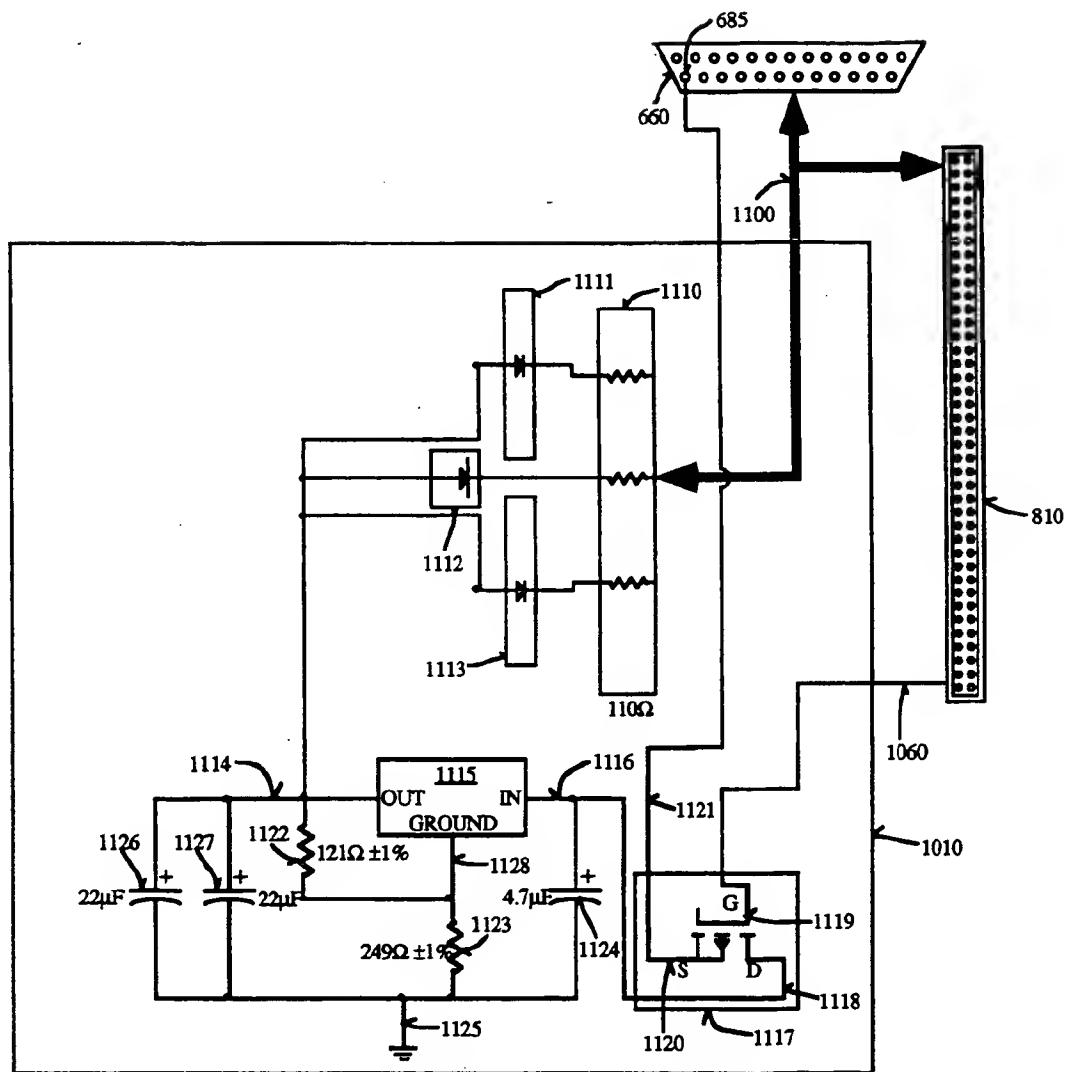 685
660
1100
1111
1110
810
1112
1113
110Ω
1060
1114
1115
1116
OUT
IN
GROUND
1121
1122
121Ω ±1%
1128
1010
1126
1127
+
+
+
22µF
22µF
4.7µF
G
1119
249Ω ±1%
1123
1124
S
D
1118
1125
1120
1117